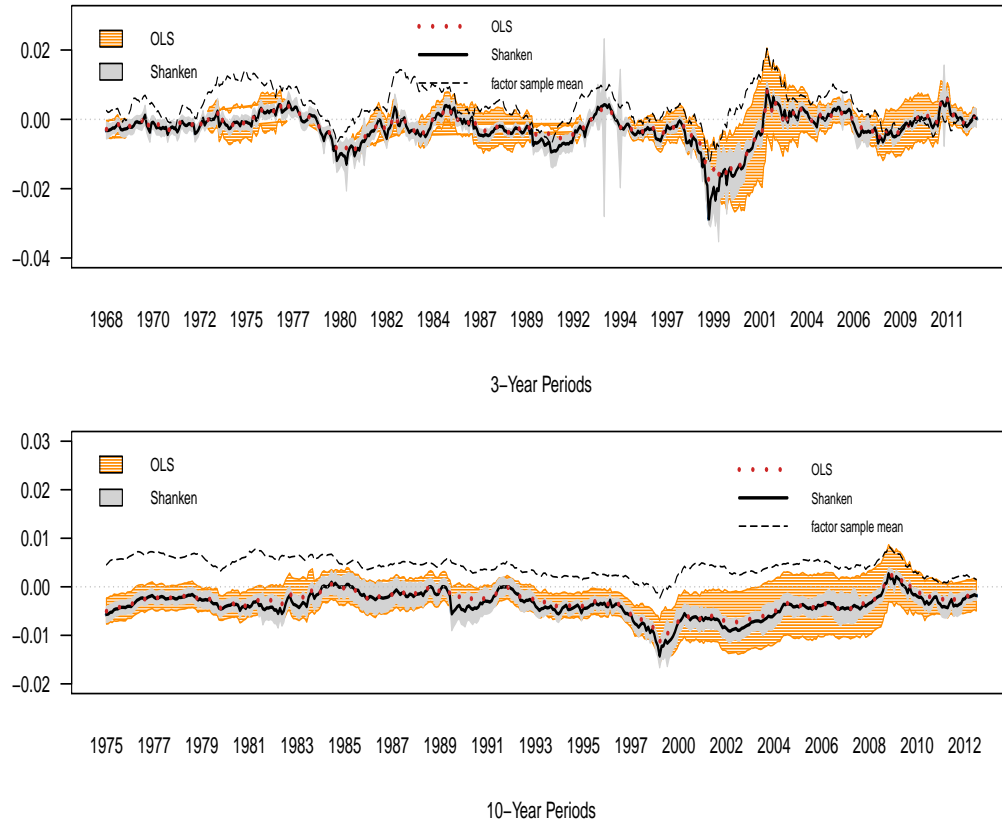 0.02
0.00
−0.02
−0.04
OLS
Shanken
OLS
Shanken
factor sample mean
1968 1970 1972 1975 1977 1980 1982 1984 1987 1989 1992 1994 1997 1999 2001 2004 2006 2009 2011
3−Year Periods
0.03
0.02
0.01
0.00
−0.01
−0.02
OLS
Shanken
OLS
Shanken
factor sample mean
1975 1977 1979 1981 1983 1985 1987 1989 1991 1993 1995 1997 2000 2002 2004 2006 2008 2010 2012
10−Year Periods